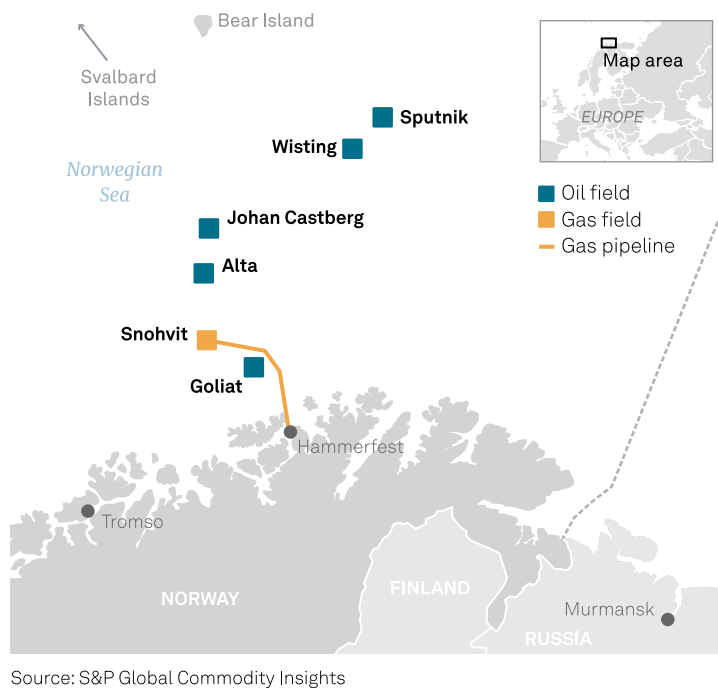 Bear Island
Svalbard
Islands
Map area
EUROPE
Sputnik
Wisting
Norwegian
Sea
Oil field
Gas field
Gas pipeline
Johan Castberg
Alta
Snohvit
Goliat
Hammerfest
Tromso
NORWAY
FINLAND
Murmansk
RUSSIA
Source: S&P Global Commodity Insights